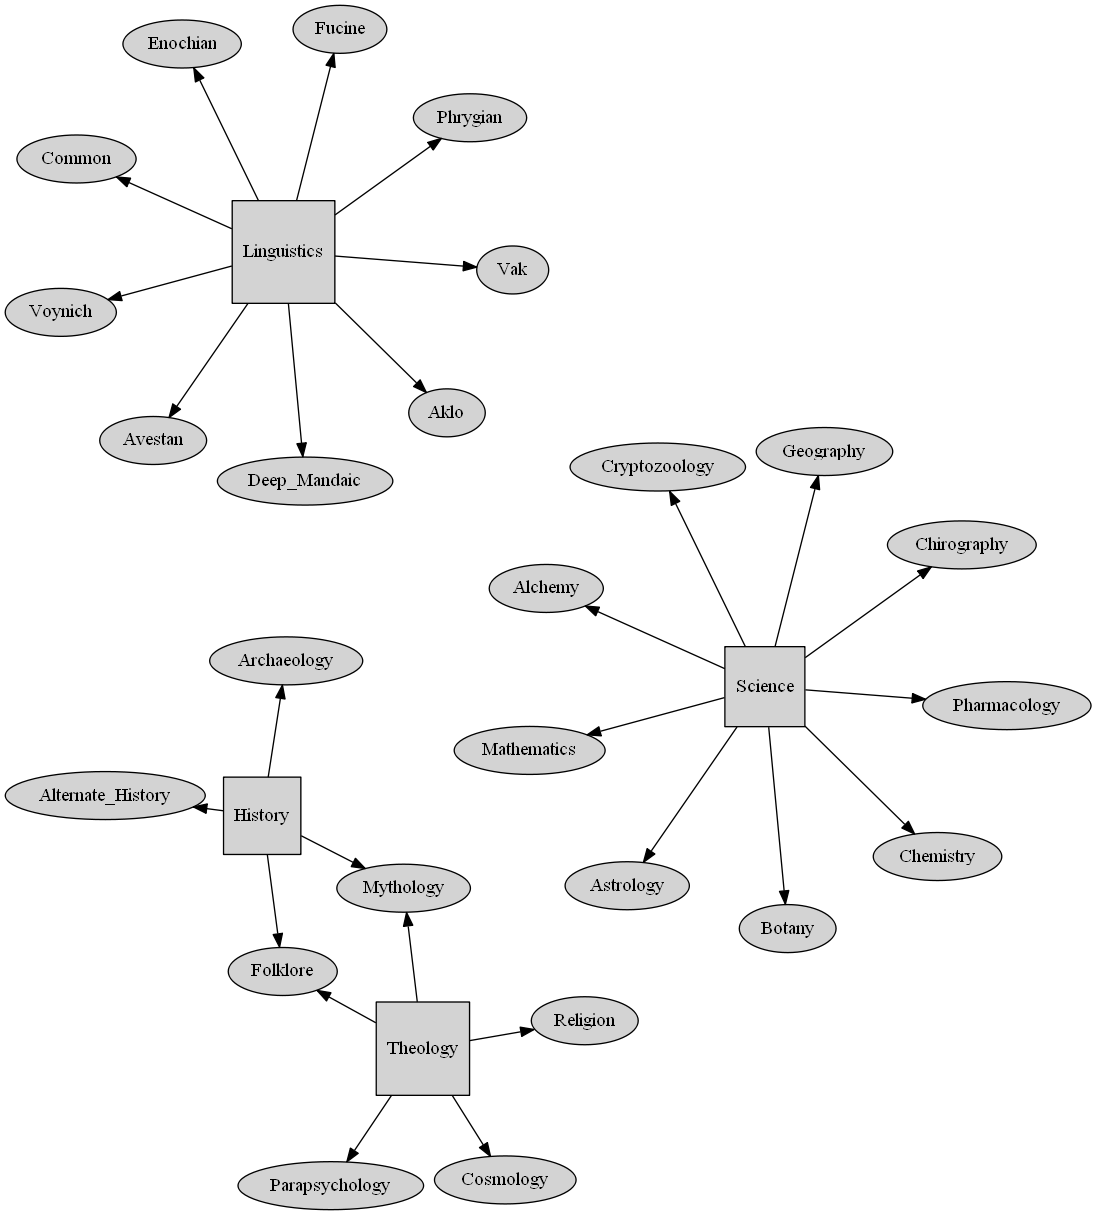 Fucine
Enochian
Phrygian
Common
Linguistics
Vak
Voynich
Aklo
Avestan
Deep_Mandaic
Geography
Cryptozoology
Chirography
Alchemy
Science
Pharmacology
Mathematics
Chemistry
Astrology
Botany
Archaeology
Alternate_History
History
Mythology
Folklore
Religion
Theology
Cosmology
Parapsychology